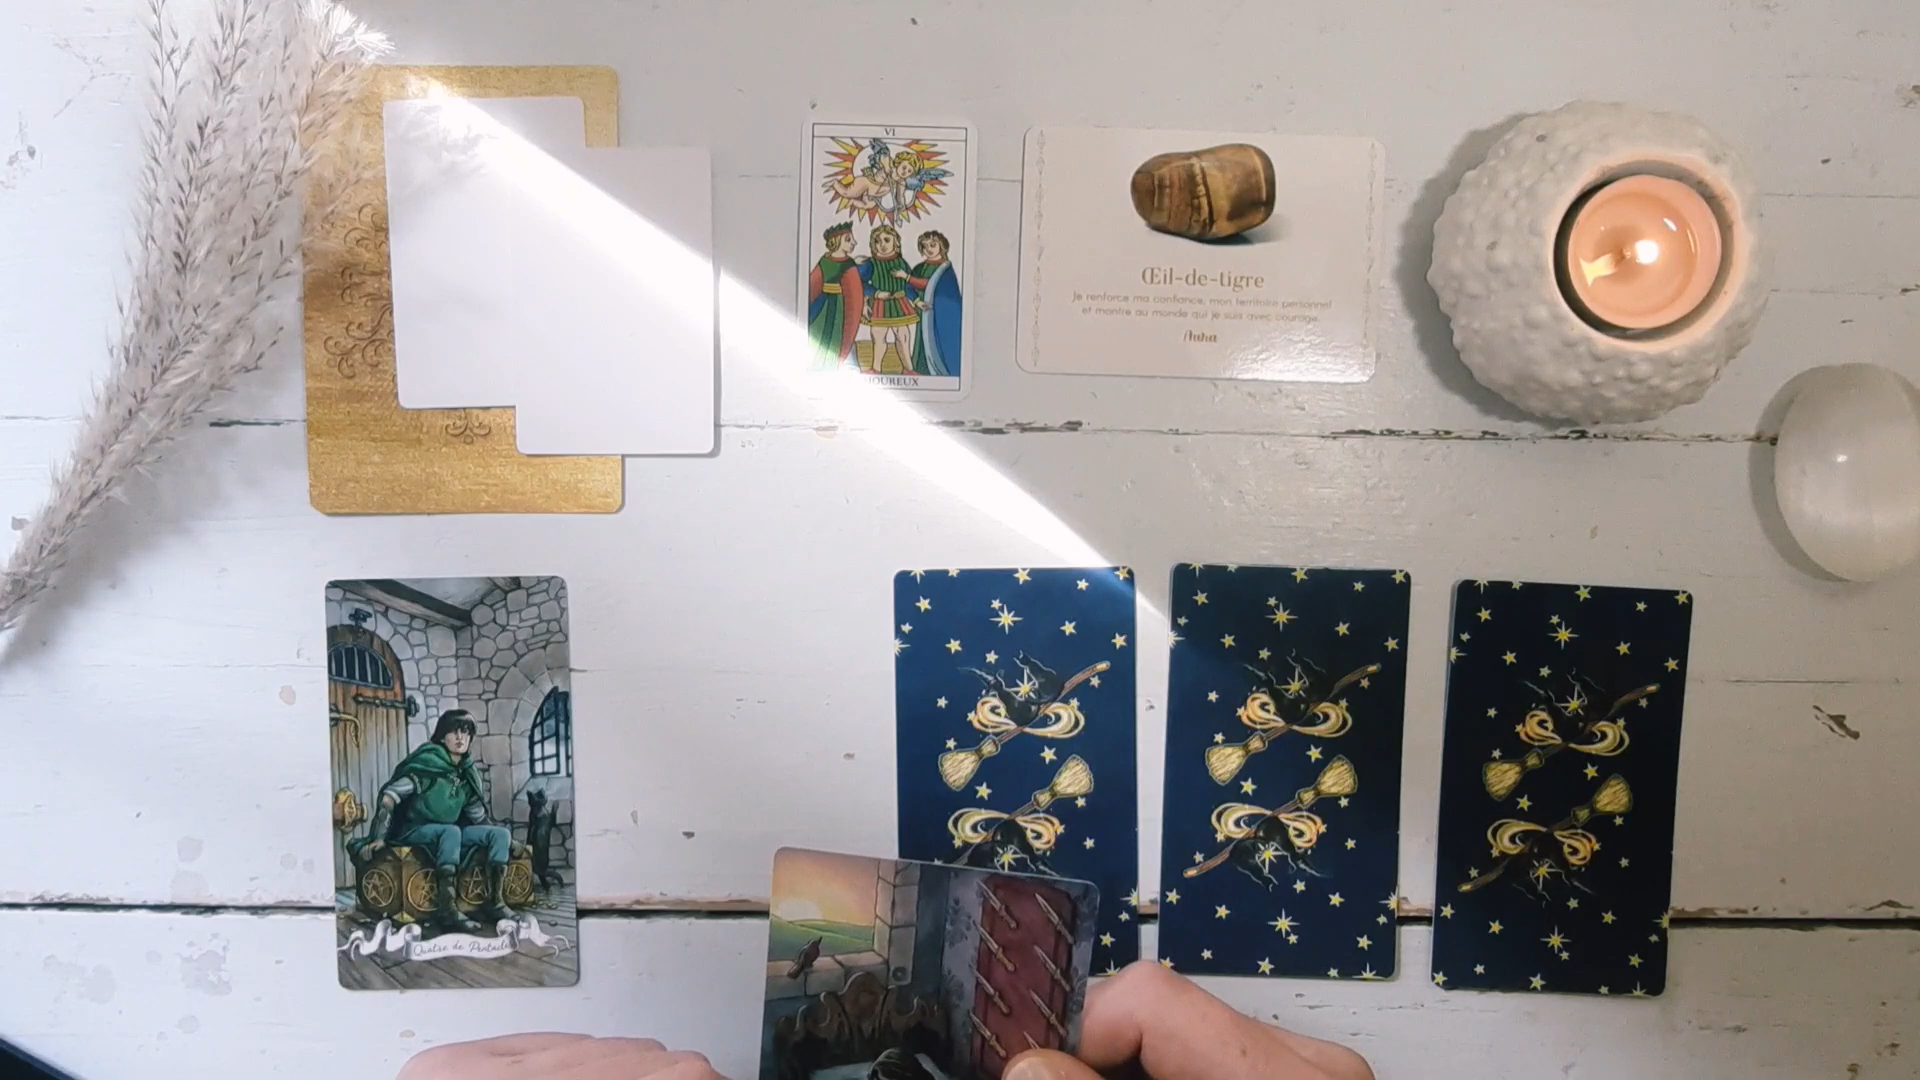 VI
OUREUX
Œil-de-tigre
Je renforce ma confiance, mon territoire personnel
et montre au monde qui je suis avec courage.
Quatre de Pentacles